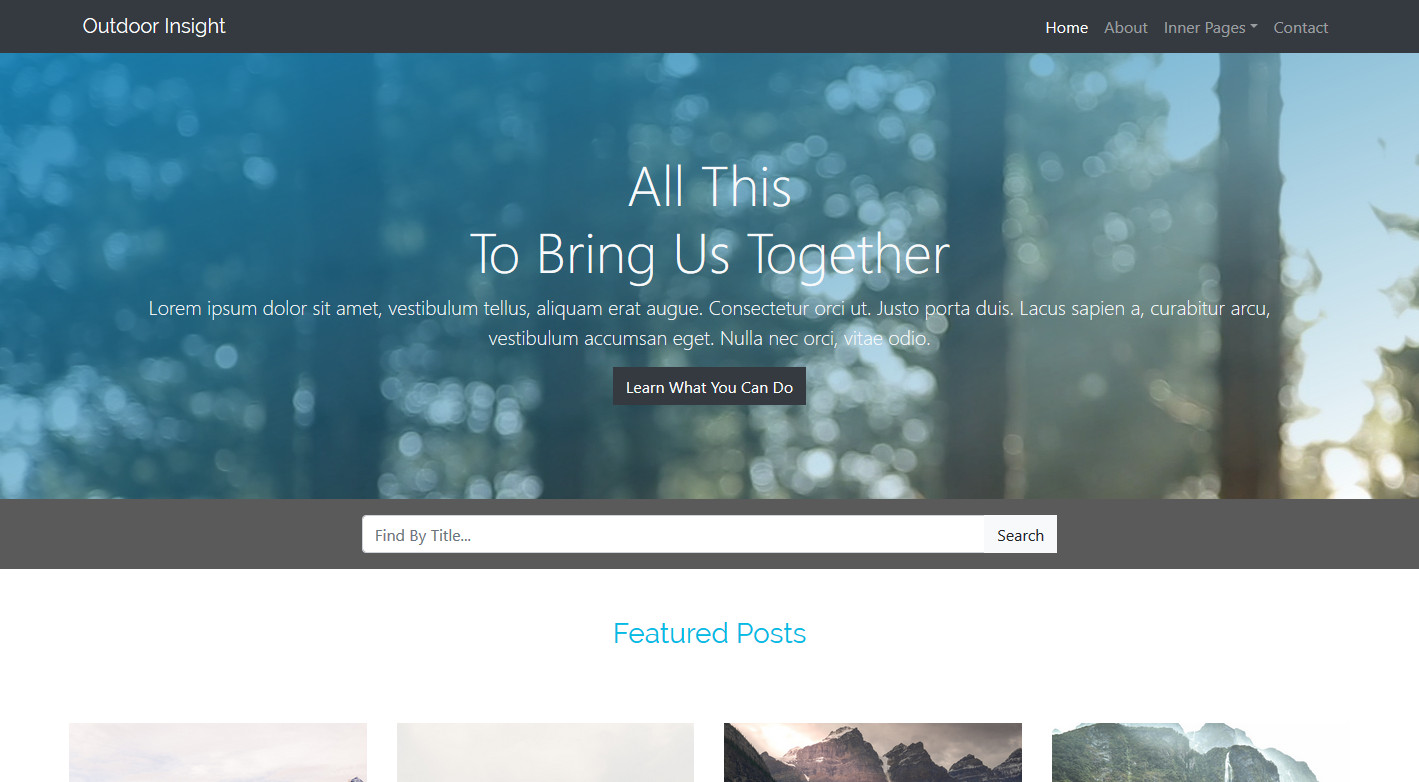 Outdoor Insight
Home About Inner Pages Contact
All This
To Bring Us Together
Lorem ipsum dolor sit amet, vestibulum tellus, aliquam erat augue. Consectetur orci ut. Justo porta duis. Lacus sapien a, curabitur arcu,
vestibulum accumsan eget. Nulla nec orci, vitae odio.
Learn What You Can Do
Find By Title...
Search
Featured Posts